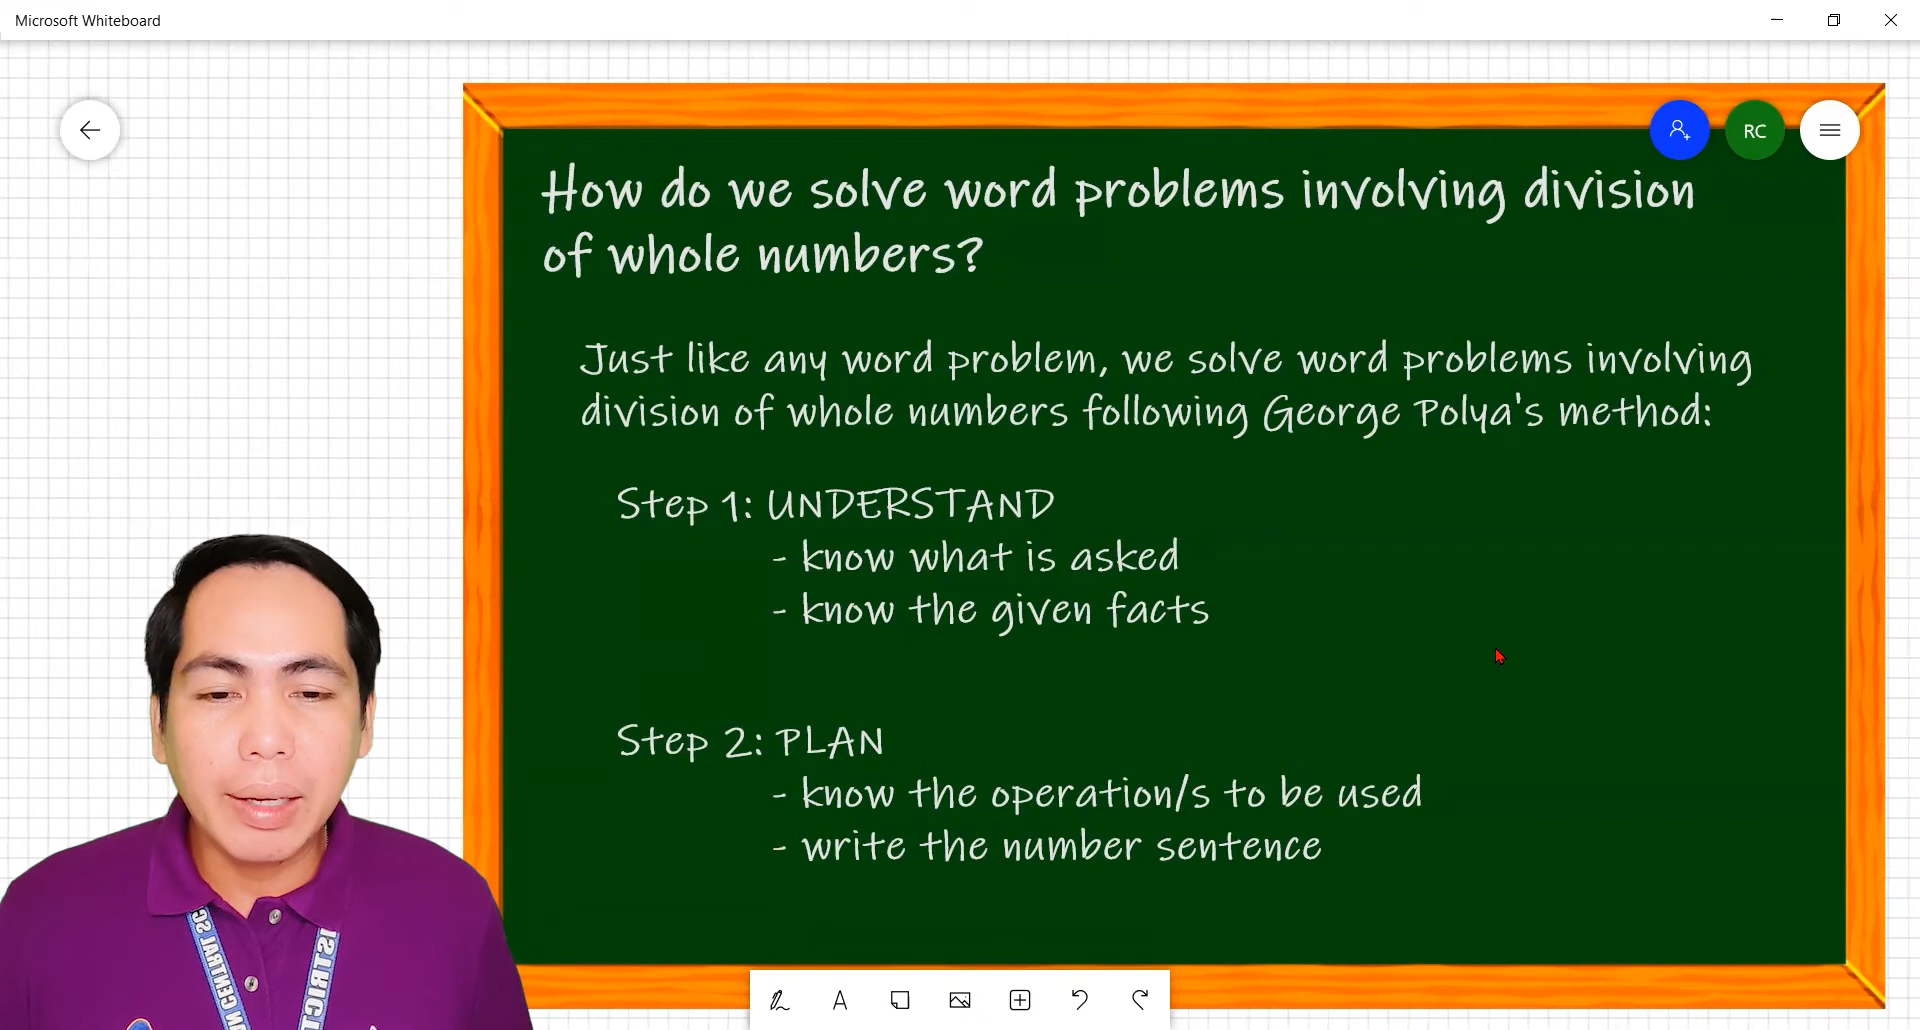 Microsoft Whiteboard
RC
How do we solve word problems involving division
of whole numbers?
Just like any word problem, we solve word problems involving
division of whole numbers following George Polya's method:
Step 1: UNDERSTAND
- know what is asked
- know the given facts
Step 2: PLAN
- know the operation/s to be used
- write the number sentence
CENTRAL SC